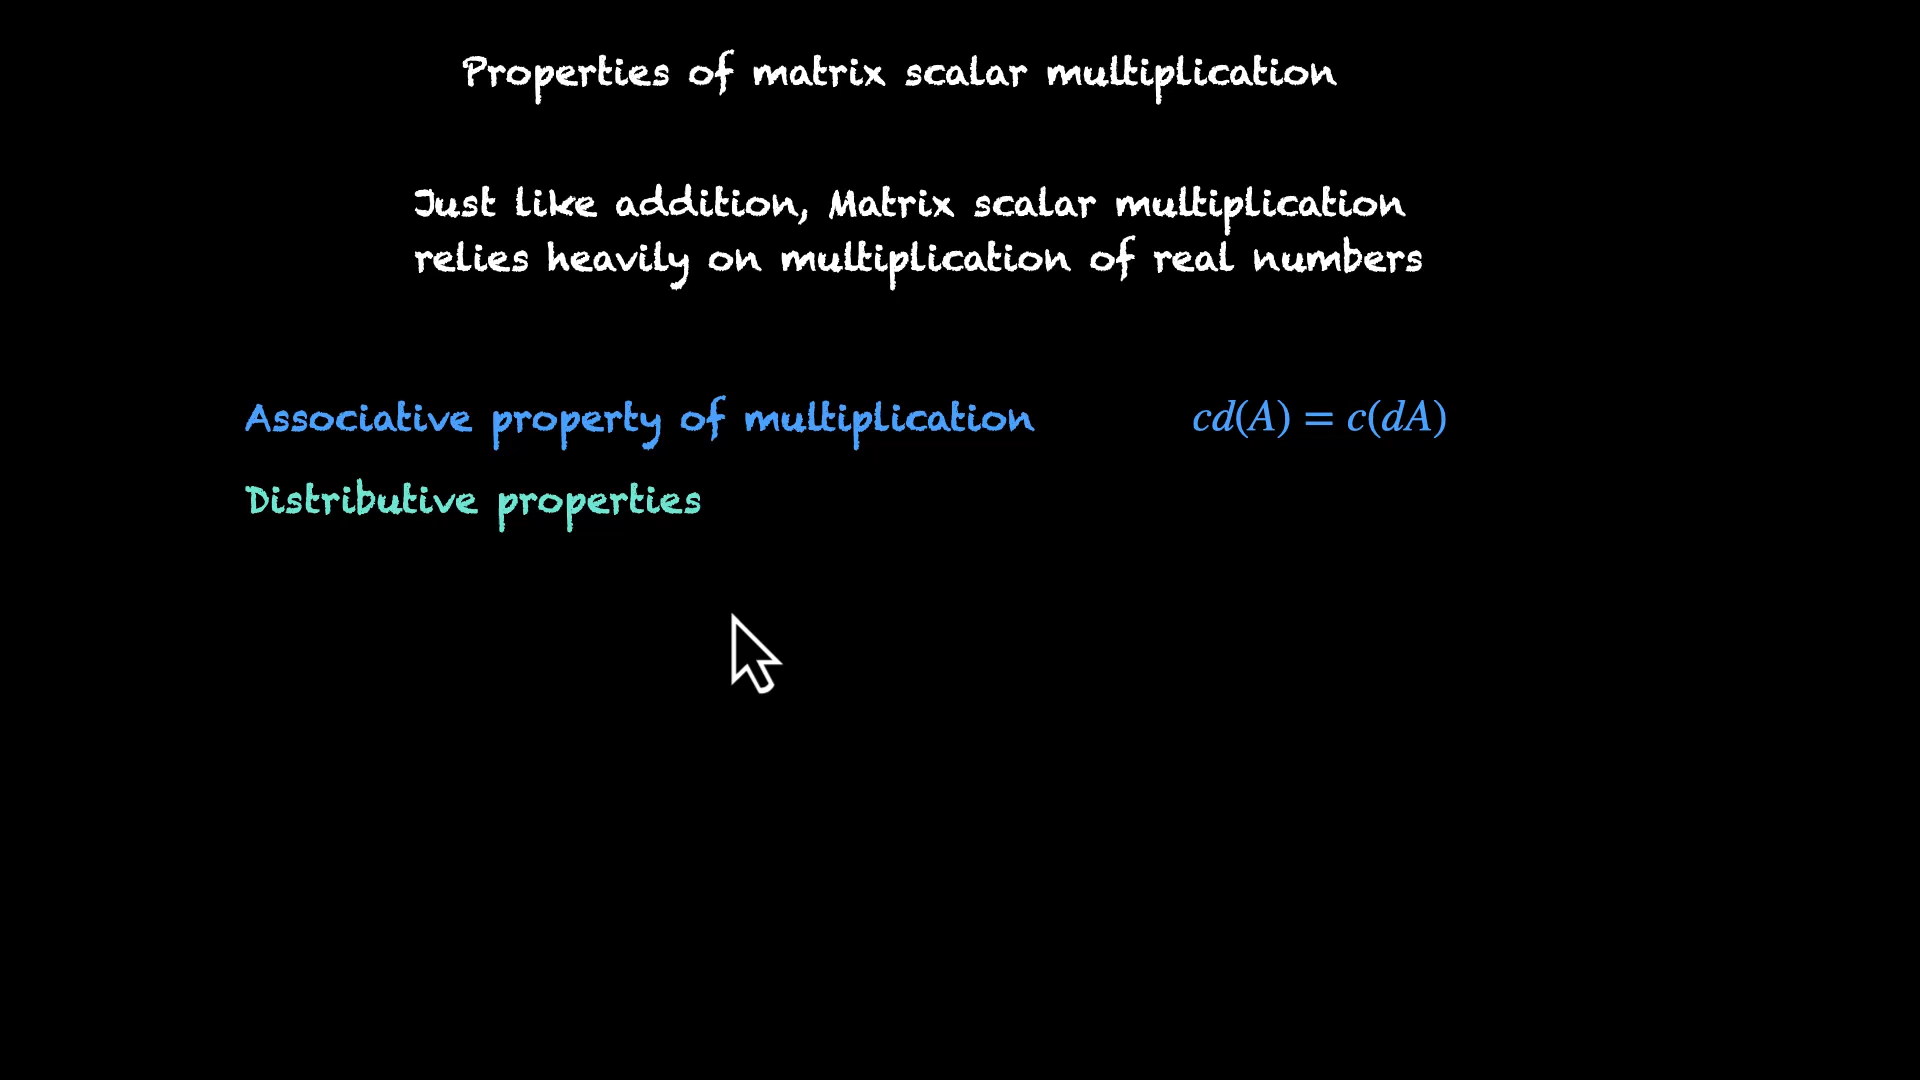 Properties of matrix scalar multiplication
Just like addition, Matrix scalar multiplication
relies heavily on multiplication of real numbers
Associative property of multiplication cd(A) = c(dA)
Distributive properties